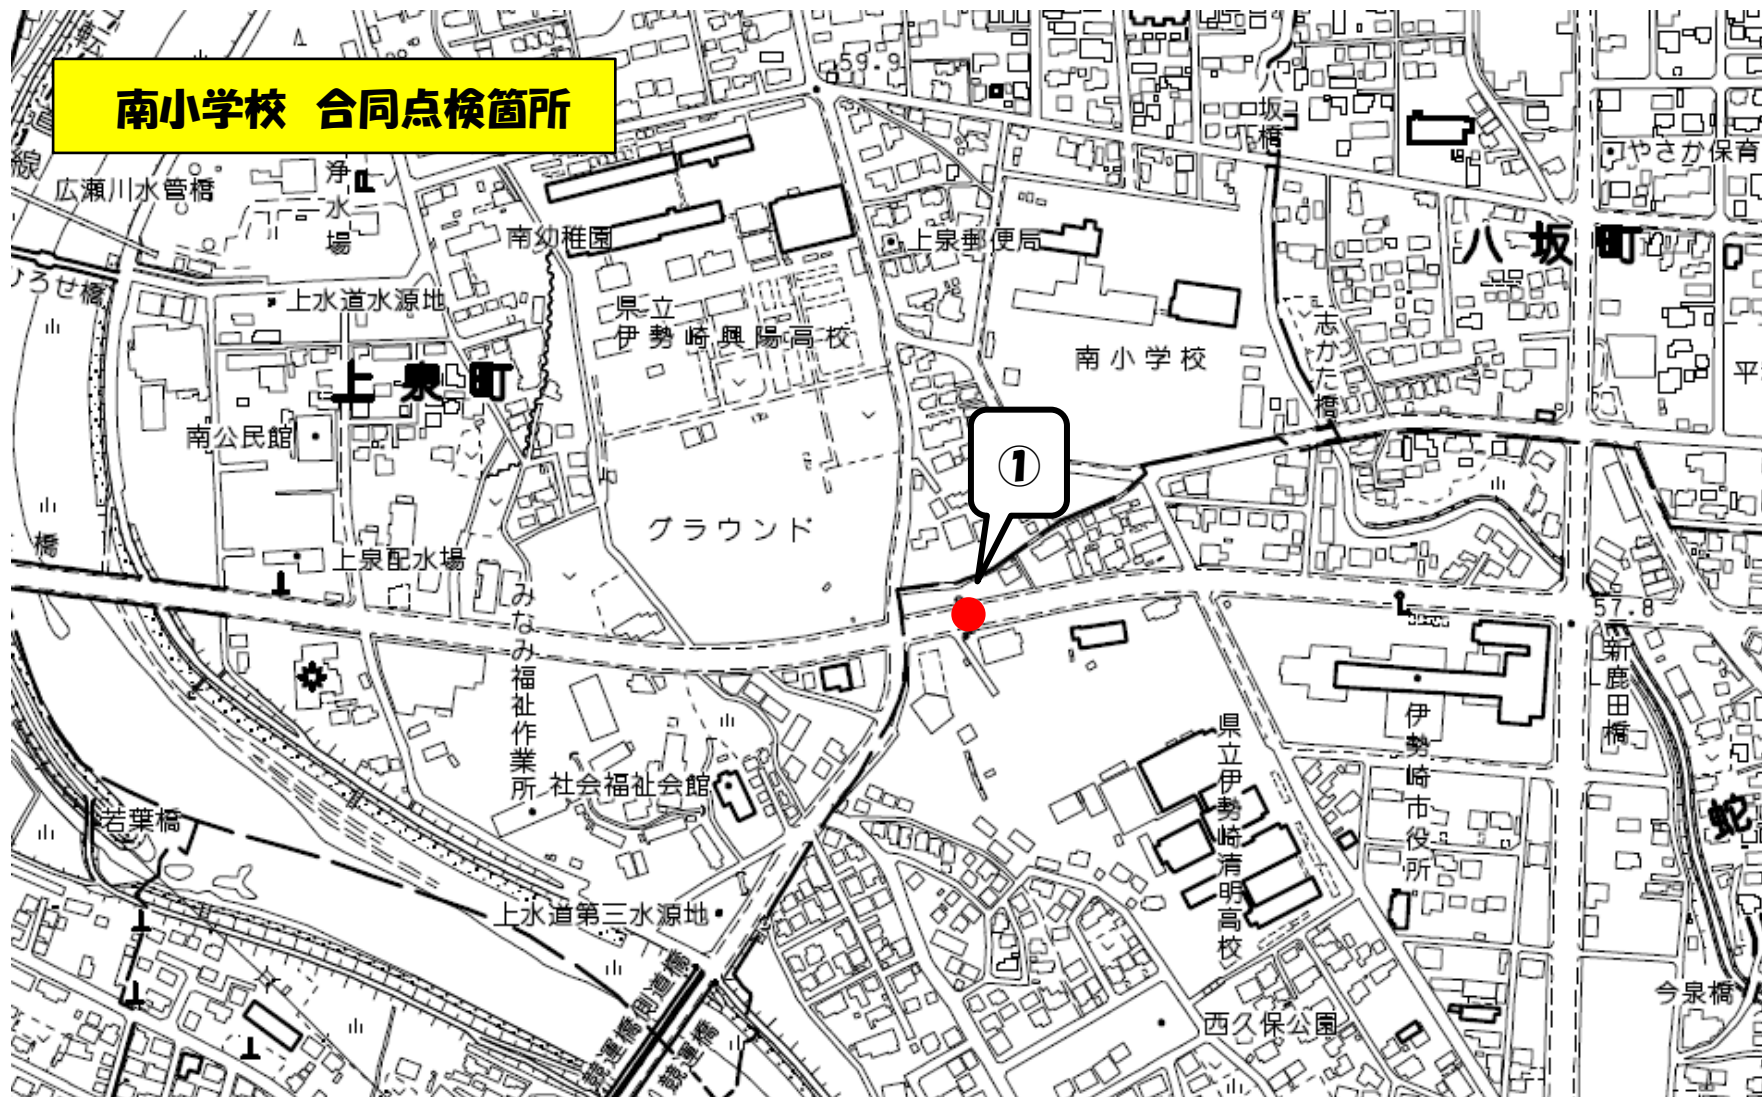 南小学校 合同点検箇所
59.9
八坂橋
やさか保育
線
広瀬川水管橋
浄水場
南幼稚園
上泉郵便局
八坂町
ひろせ橋
上水道水源地
県立
伊勢崎興陽高校
志かた橋
南小学校
平
上泉町
南公民館
①
グラウンド
橋
上泉配水場
みなみ福祉作業所
57.8
新鹿田橋
伊勢崎市役所
県立伊勢崎清明高校
社会福祉会館
若葉橋
蛇
上水道第三水源地
今泉橋
西久保公園